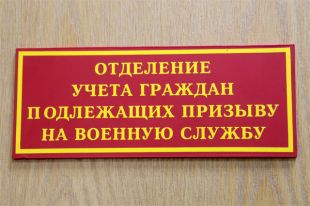 ОТДЕЛЕНИЕ
УЧЕТА ГРАЖДАН
ПОДЛЕЖАЩИХ ПРИЗЫВУ
НА ВОЕННУЮ СЛУЖБУ